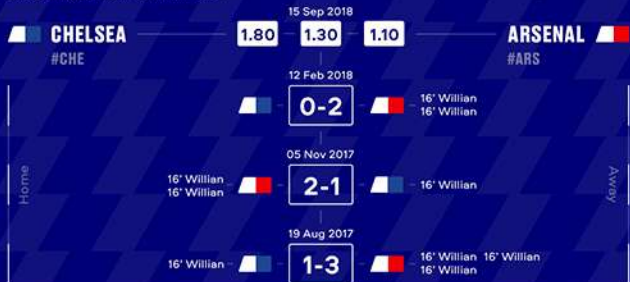 15 Sep 2018
CHELSEA 1.80 1.30 1.10 ARSENAL
#CHE #ARS
12 Feb 2018
0-2 16' Willian
16' Willian
05 Nov 2017
16' Willian
16' Willian 2-1 16' Willian
19 Aug 2017
16' Willian 1-3 16' Willian 16' Willian
16' Willian
Home
Away